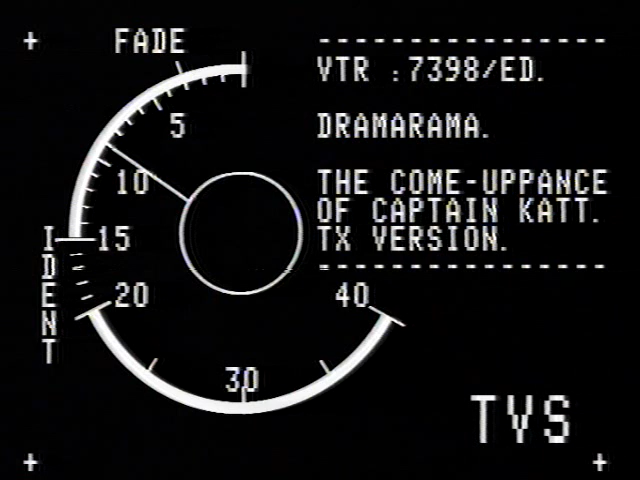 FADE
VTR :7398/ED.
5
DRAMARAMA.
10
THE COME-UPPANCE
OF CAPTAIN KATT.
TX VERSION.
15
IDENT
20
40
30
TVS